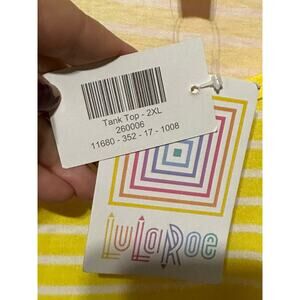 Tank Top - 2XL
260006
11680 - 352 - 17 - 1008
LuLaRoe